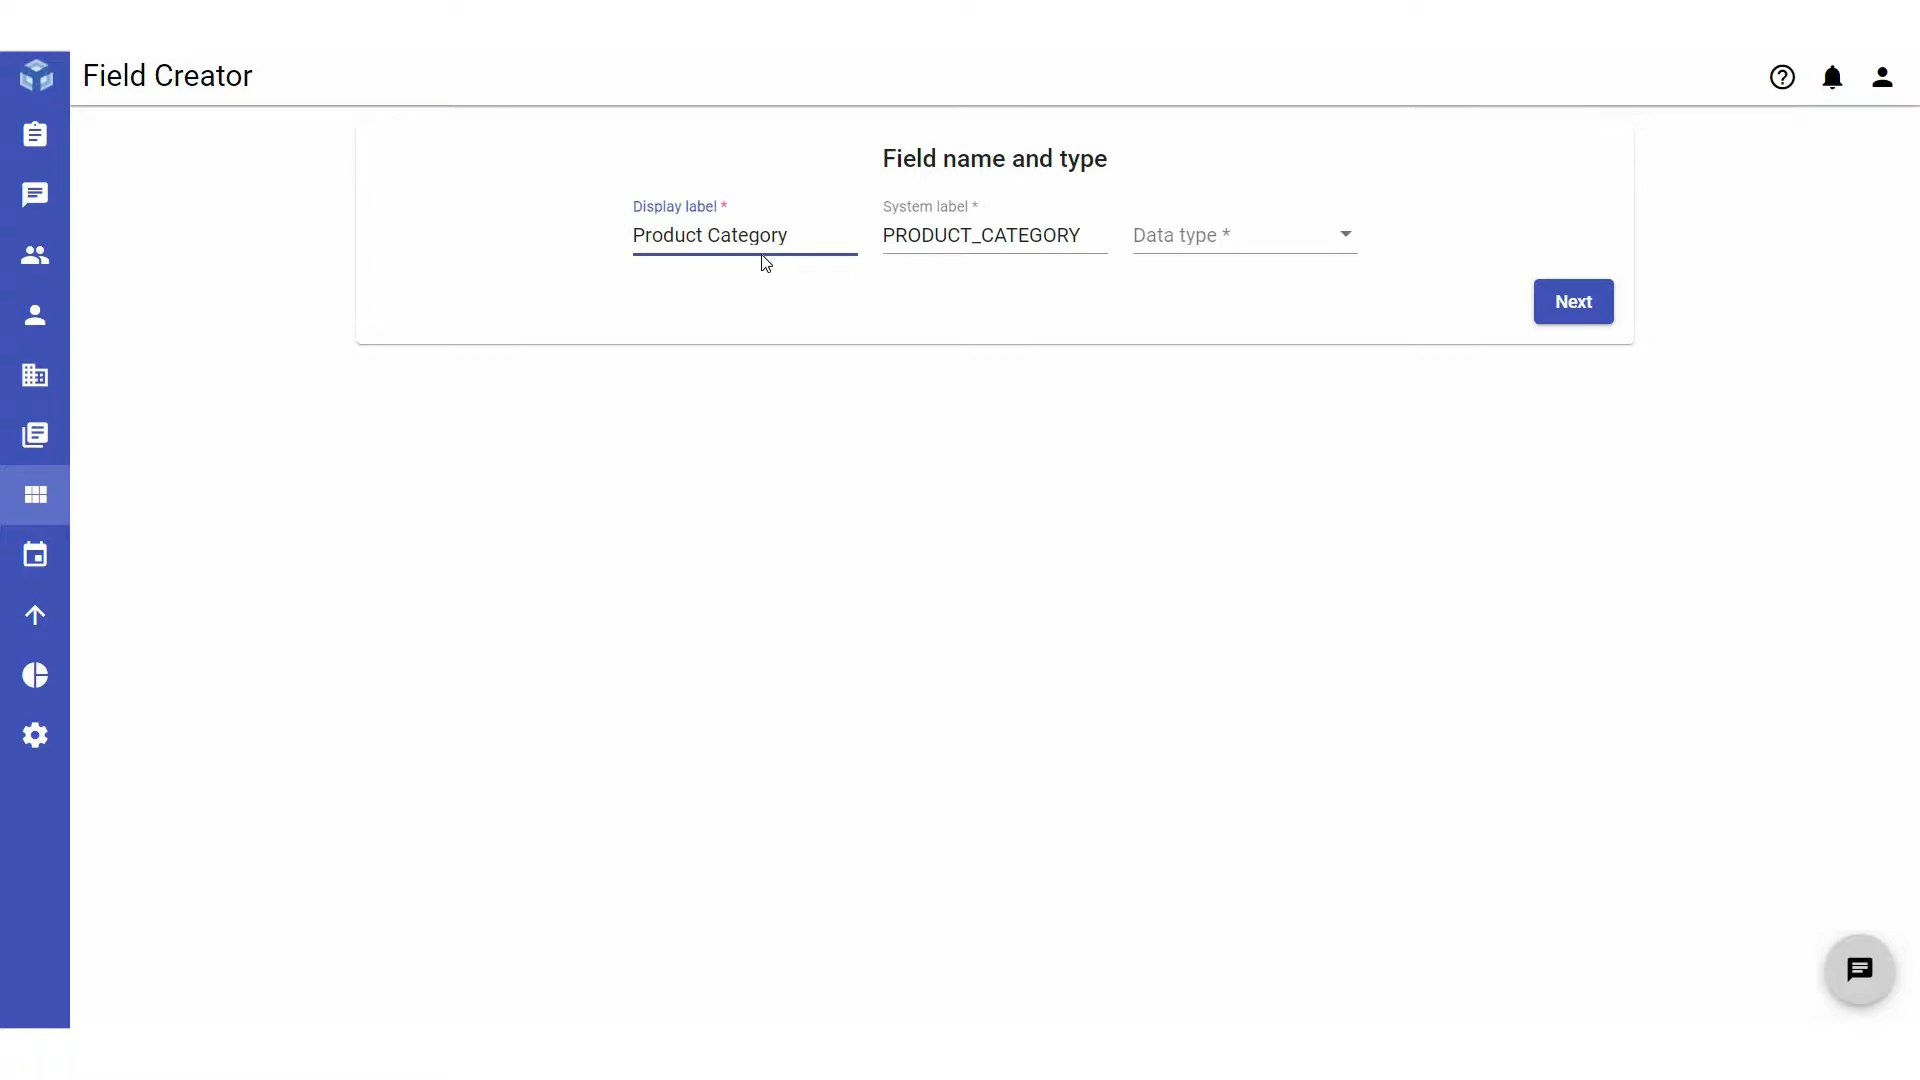 Field Creator
Field name and type
Display label *
System label *
Product Category
PRODUCT_CATEGORY
Data type *
Next